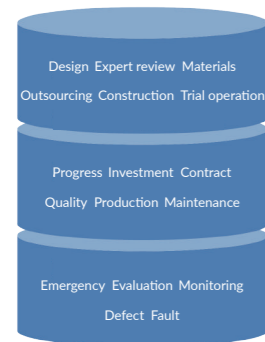 Design Expert review Materials
Outsourcing Construction Trial operation
Progress Investment Contract
Quality Production Maintenance
Emergency Evaluation Monitoring
Defect Fault